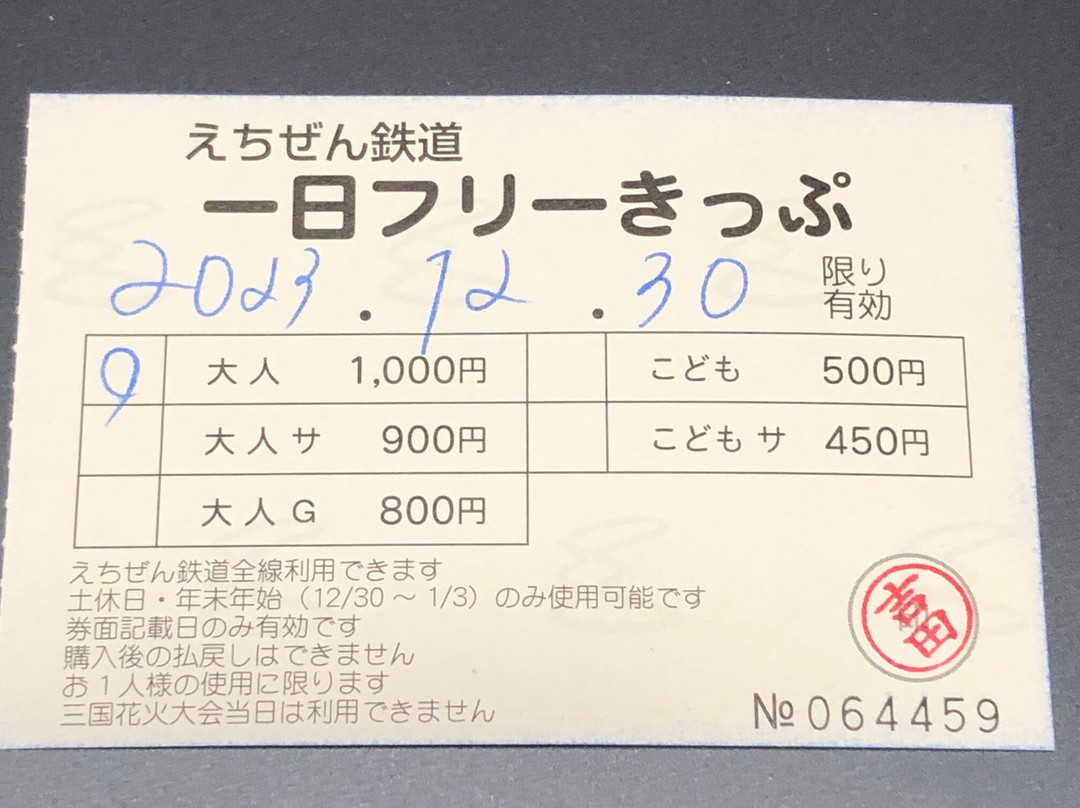 えちぜん鉄道
一日フリーきっぷ
2023.12.30 限り有効
大人 1,000円 こども 500円
大人サ 900円 こどもサ 450円
大人G 800円
えちぜん鉄道全線利用できます
土休日・年末年始（12/30～1/3）のみ使用可能です
券面記載日のみ有効です
購入後の払戻しはできません
お1人様の使用に限ります
三国花火大会当日は利用できません
№064459